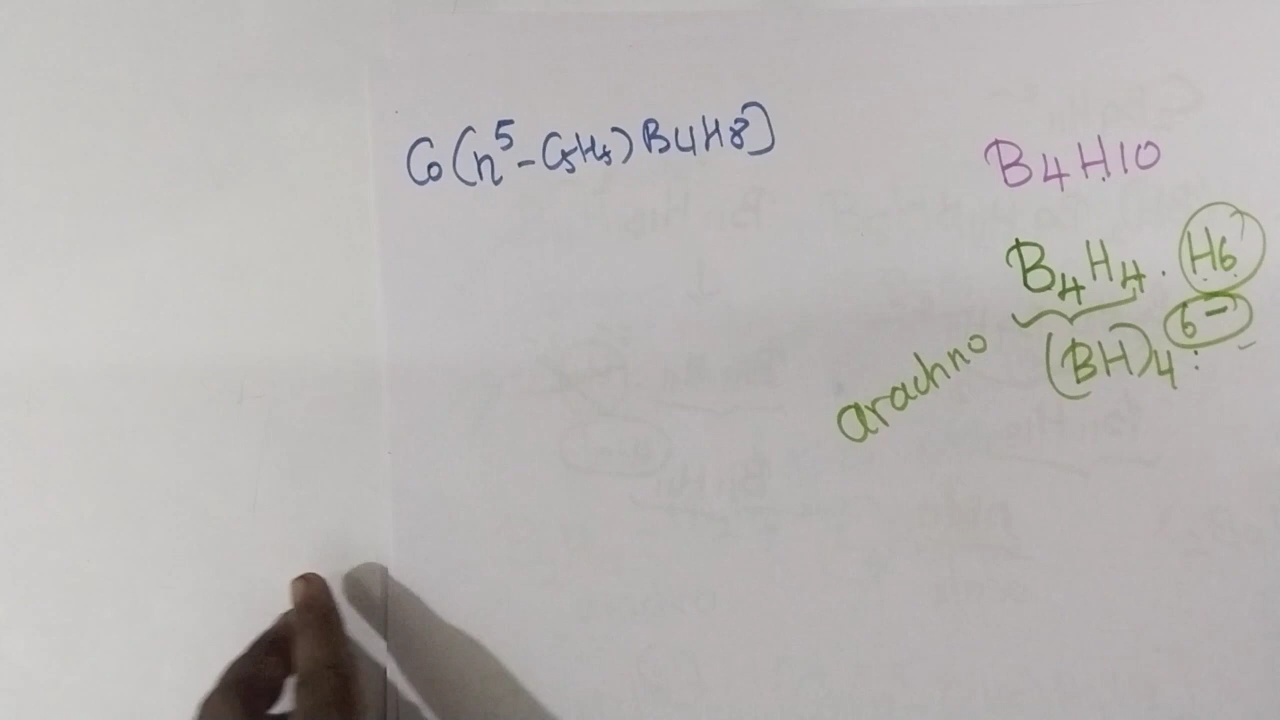 Co(η⁵-C₅H₅)B4H8]
B4H10
B4H4 . H6
(BH)4 6-
arachno